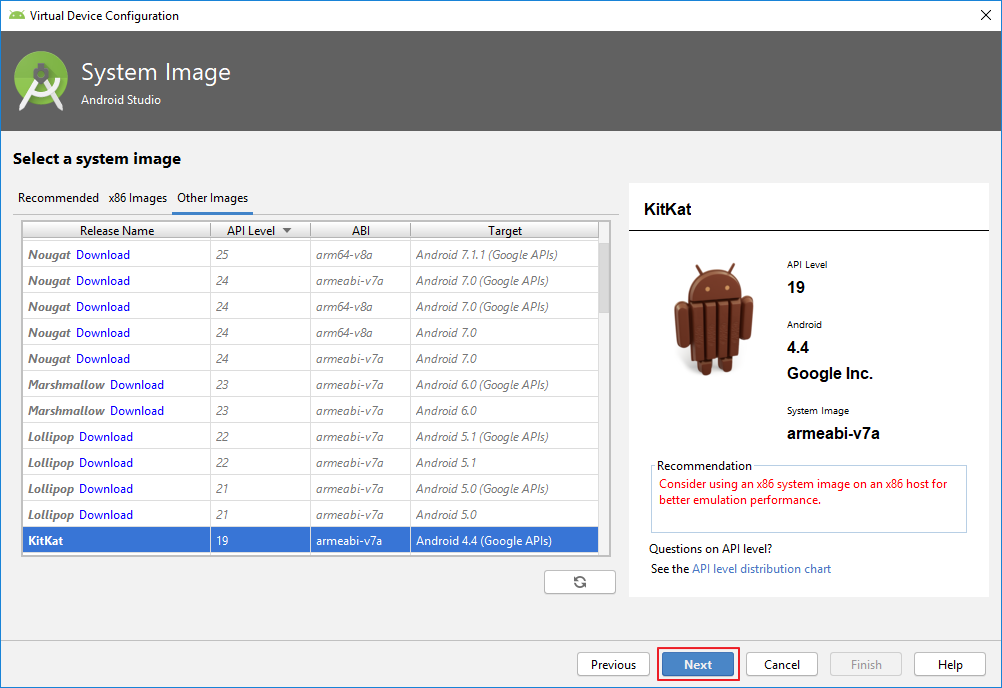 Virtual Device Configuration
System Image
Android Studio
Select a system image
Recommended x86 Images Other Images
Release Name API Level ABI Target
Nougat Download 25 arm64-v8a Android 7.1.1 (Google APIs)
Nougat Download 24 armeabi-v7a Android 7.0 (Google APIs)
Nougat Download 24 arm64-v8a Android 7.0 (Google APIs)
Nougat Download 24 arm64-v8a Android 7.0
Nougat Download 24 armeabi-v7a Android 7.0
Marshmallow Download 23 armeabi-v7a Android 6.0 (Google APIs)
Marshmallow Download 23 armeabi-v7a Android 6.0
Lollipop Download 22 armeabi-v7a Android 5.1 (Google APIs)
Lollipop Download 22 armeabi-v7a Android 5.1
Lollipop Download 21 armeabi-v7a Android 5.0 (Google APIs)
Lollipop Download 21 armeabi-v7a Android 5.0
KitKat 19 armeabi-v7a Android 4.4 (Google APIs)
KitKat
API Level
19
Android
4.4
Google Inc.
System Image
armeabi-v7a
Recommendation
Consider using an x86 system image on an x86 host for
better emulation performance.
Questions on API level?
See the API level distribution chart
Previous Next Cancel Finish Help